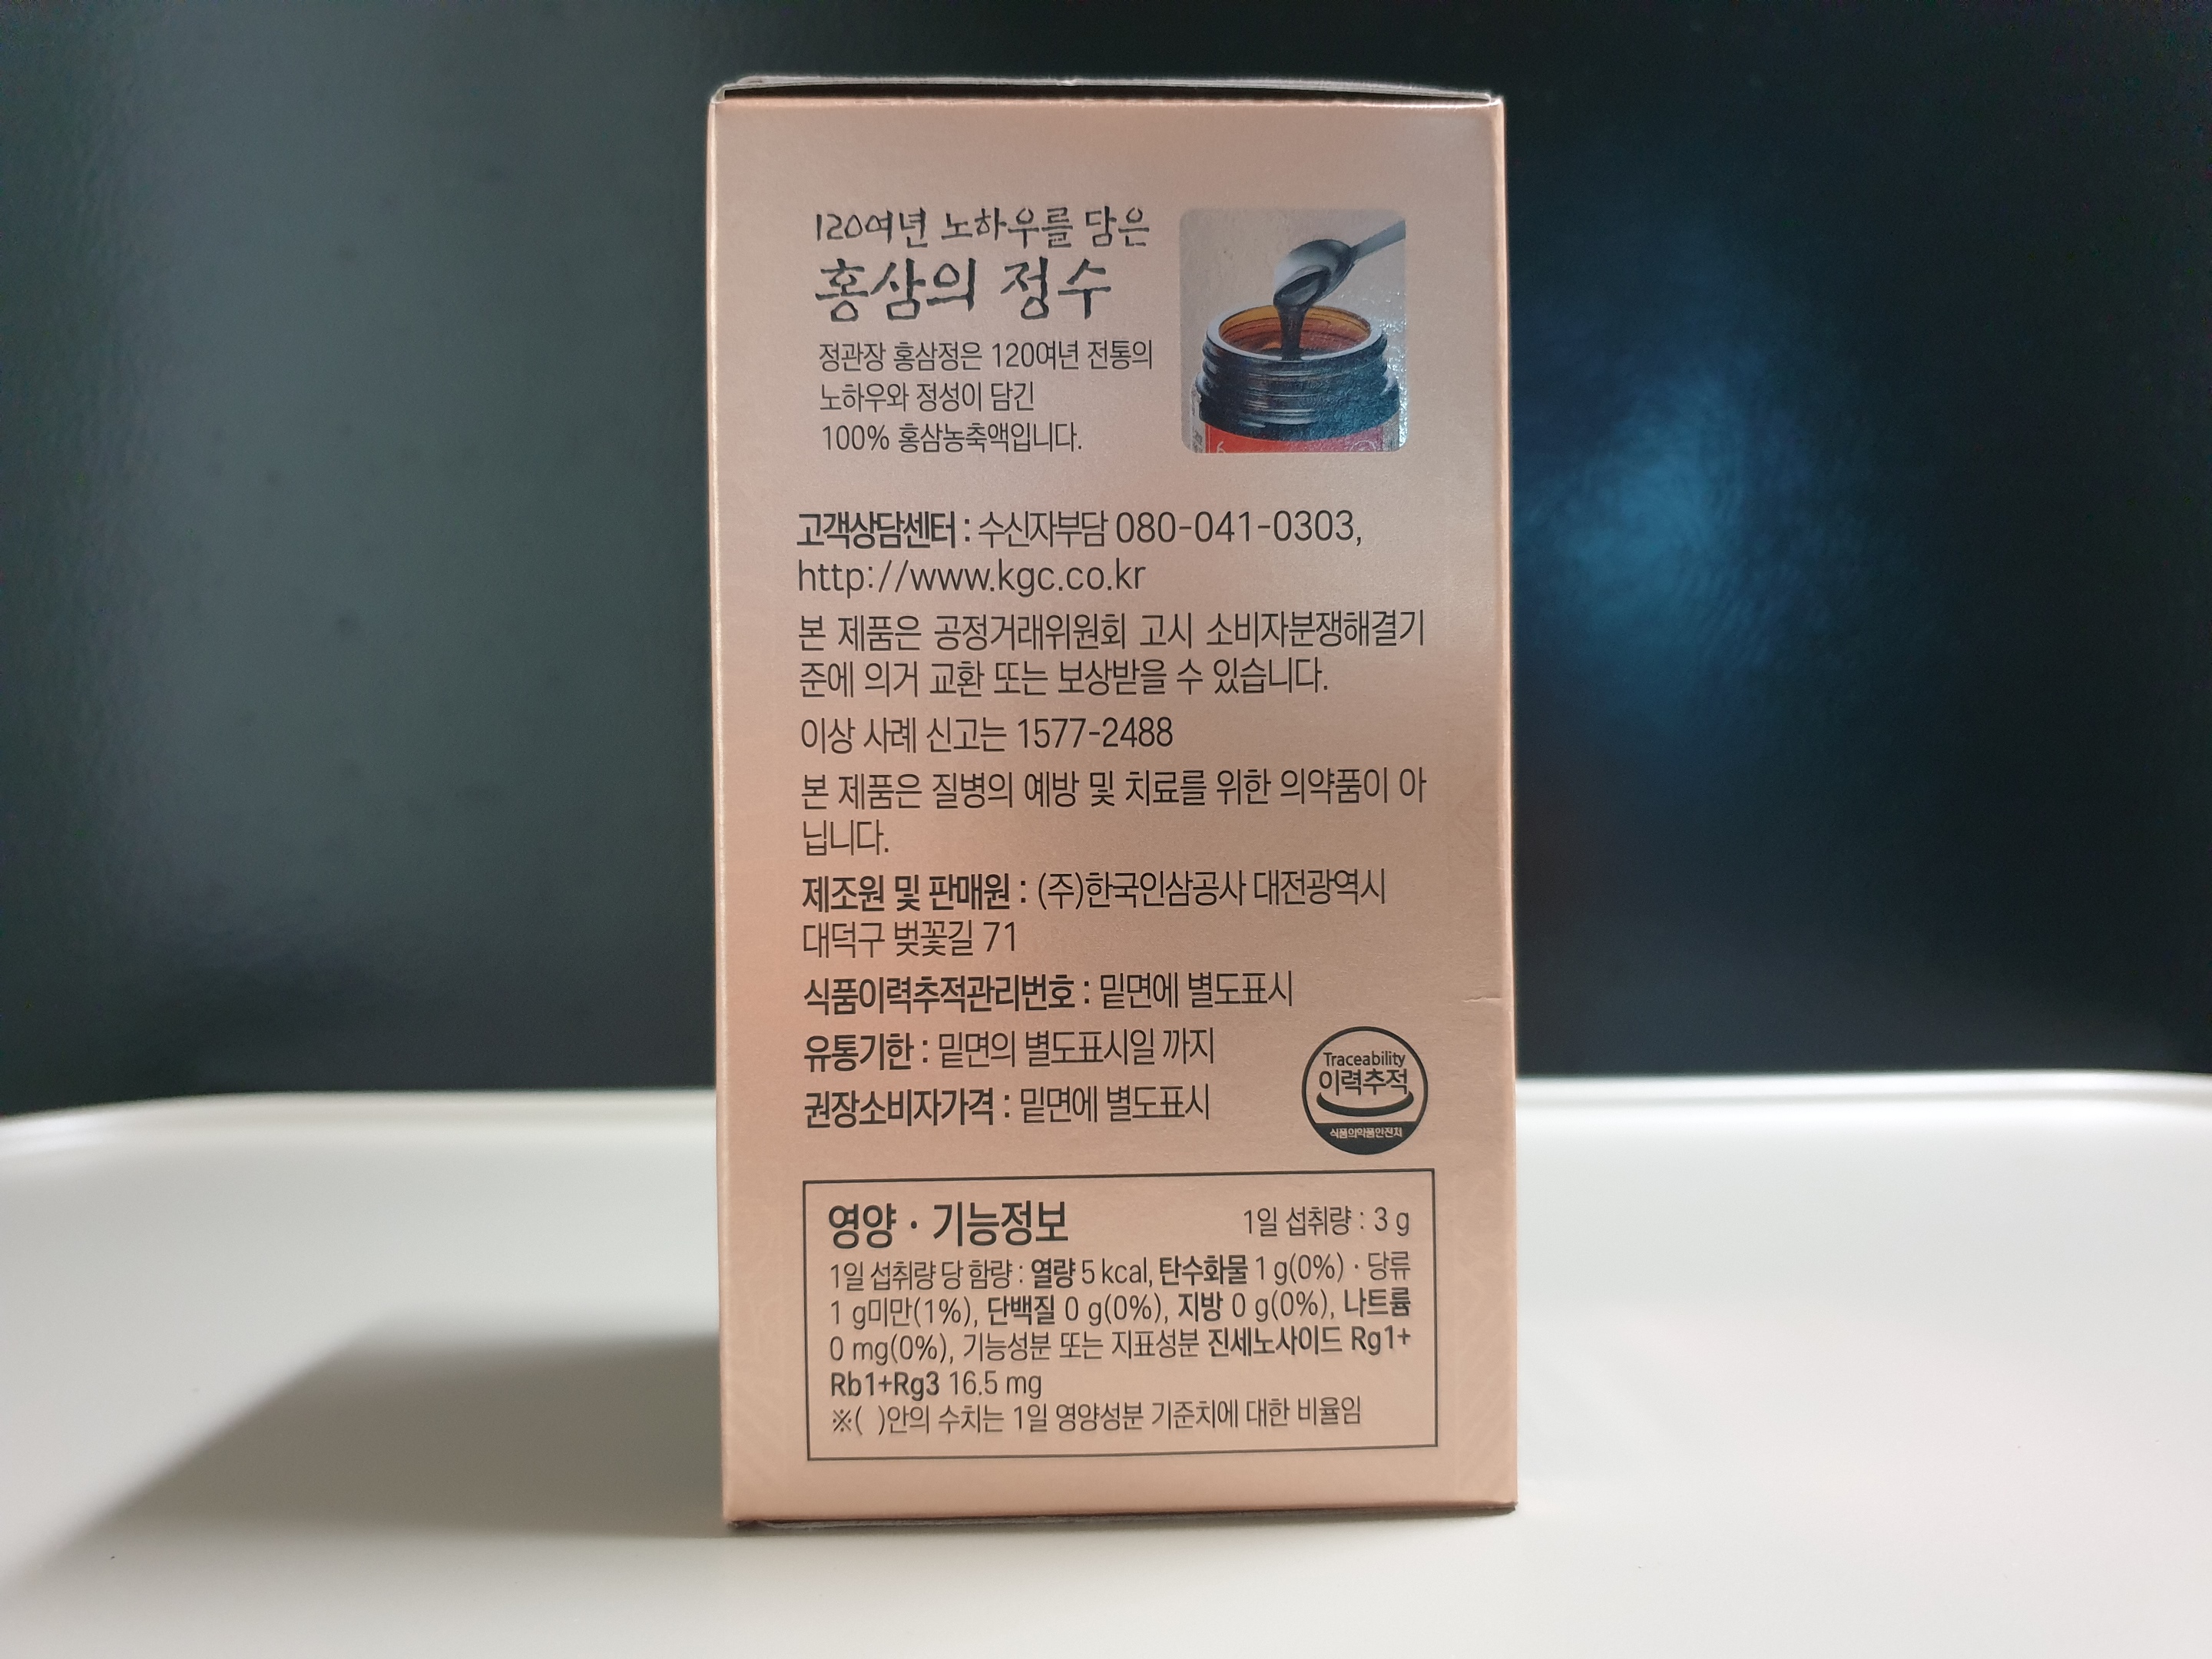 120여년 노하우를 담은
홍삼의 정수
정관장 홍삼정은 120여년 전통의
노하우와 정성이 담긴
100% 홍삼농축액입니다.
고객상담센터 : 수신자부담 080-041-0303,
http://www.kgc.co.kr
본 제품은 공정거래위원회 고시 소비자분쟁해결기
준에 의거 교환 또는 보상받을 수 있습니다.
이상 사례 신고는 1577-2488
본 제품은 질병의 예방 및 치료를 위한 의약품이 아
닙니다.
제조원 및 판매원 : (주)한국인삼공사 대전광역시
대덕구 벚꽃길 71
식품이력추적관리번호 : 밑면에 별도표시
유통기한 : 밑면의 별도표시일 까지
권장소비자가격 : 밑면에 별도표시
Traceability
이력추적
식품의약품안전처
영양 · 기능정보 1일 섭취량 : 3 g
1일 섭취량 당 함량 : 열량 5 kcal, 탄수화물 1 g(0%) · 당류
1 g미만(1%), 단백질 0 g(0%), 지방 0 g(0%), 나트륨
0 mg(0%), 기능성분 또는 지표성분 진세노사이드 Rg1+
Rb1+Rg3 16.5 mg
※( )안의 수치는 1일 영양성분 기준치에 대한 비율임